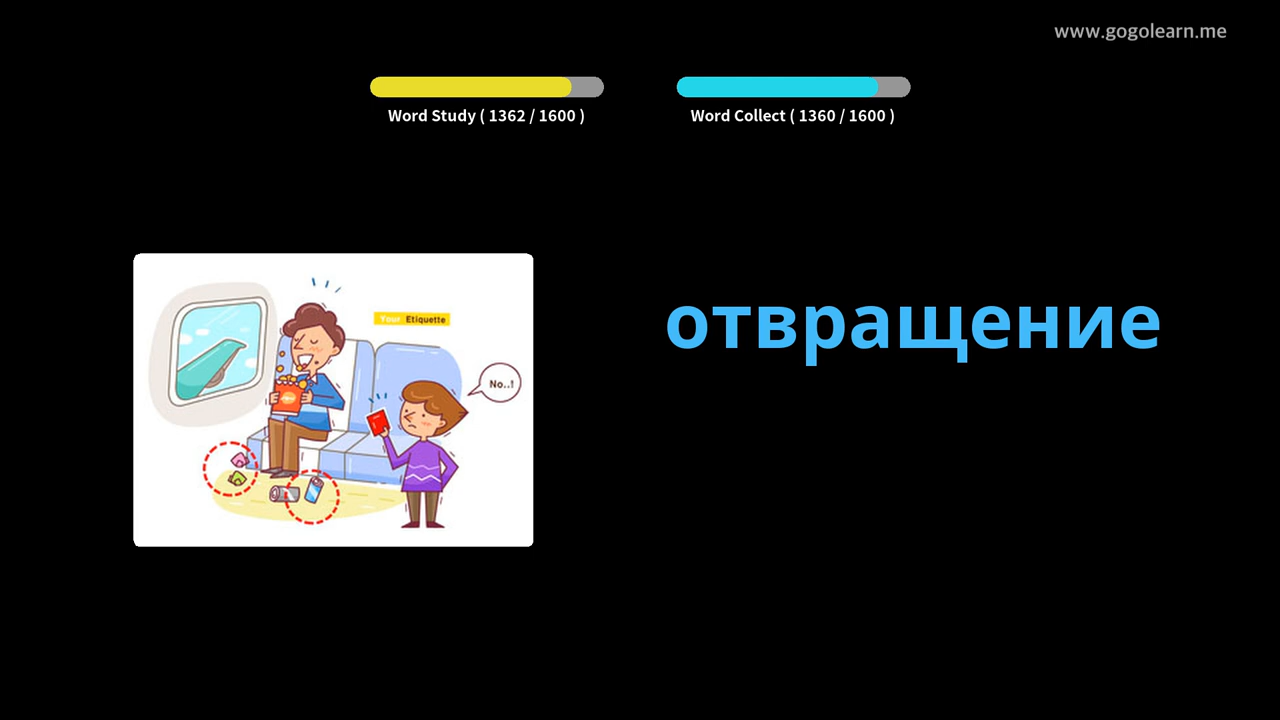 www.gogolearn.me
Word Study ( 1362 / 1600 )
Word Collect ( 1360 / 1600 )
отвращение
Your Etiquette
No..!